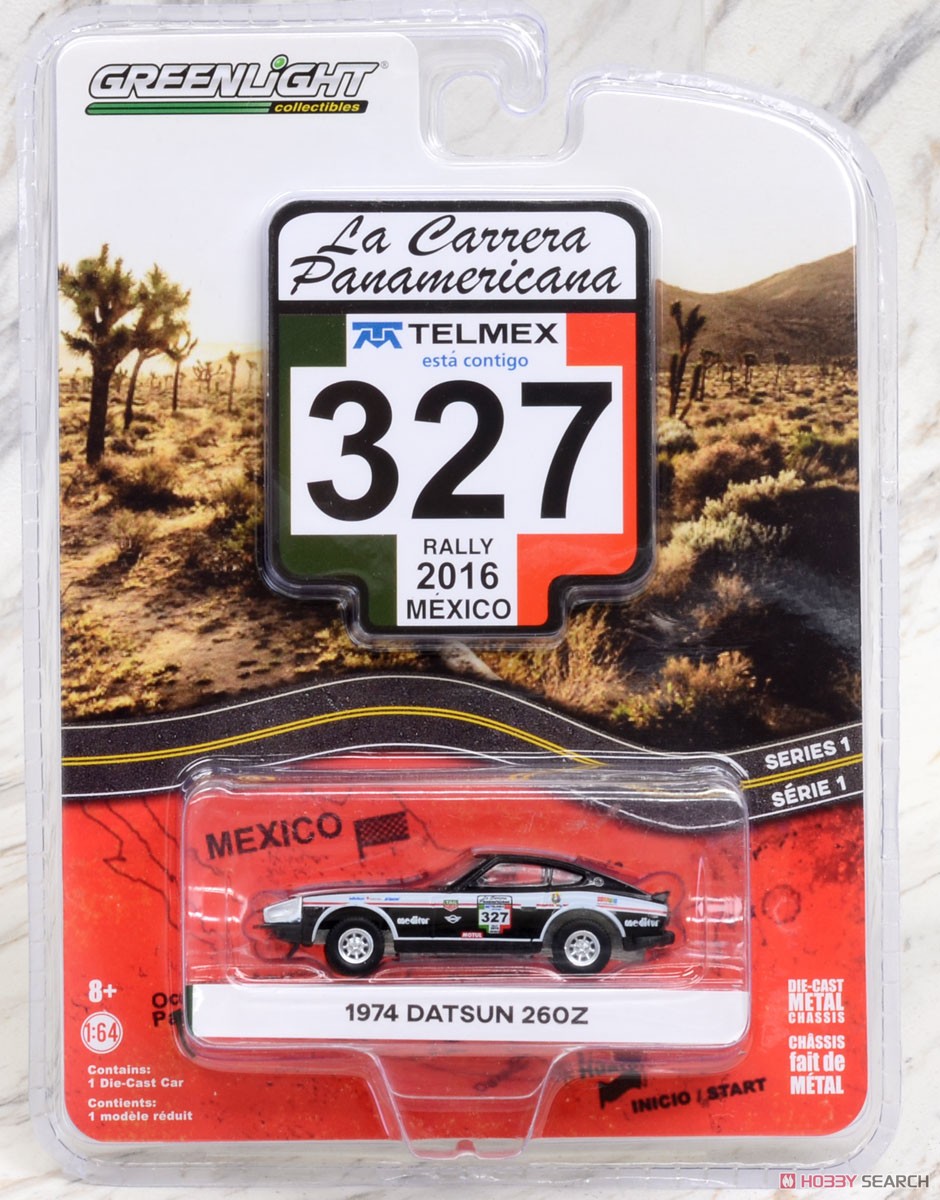 GREENLiGHT®
collectibles
La Carrera
Panamericana
TELMEX
está contigo
327
RALLY
2016
MÉXICO
SERIES 1
SÉRIE 1
MEXICO
327
MOTUL
1974 DATSUN 260Z
8+
1:64
Contains:
1 Die-Cast Car
Contients:
1 modèle réduit
DIE-CAST
METAL
CHASSIS
CHÂSSIS
fait de
MÉTAL
INICIO / START
HOBBY SEARCH